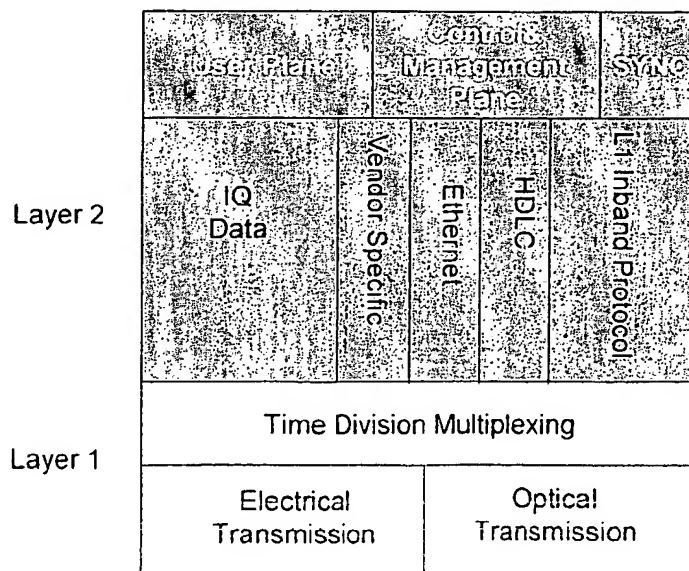 User Plane
Control &
Management
Plane
SYNC
Layer 2
IQ
Data
Vendor Specific
Ethernet
HDLC
L1 Inband Protocol
Layer 1
Time Division Multiplexing
Electrical
Transmission
Optical
Transmission